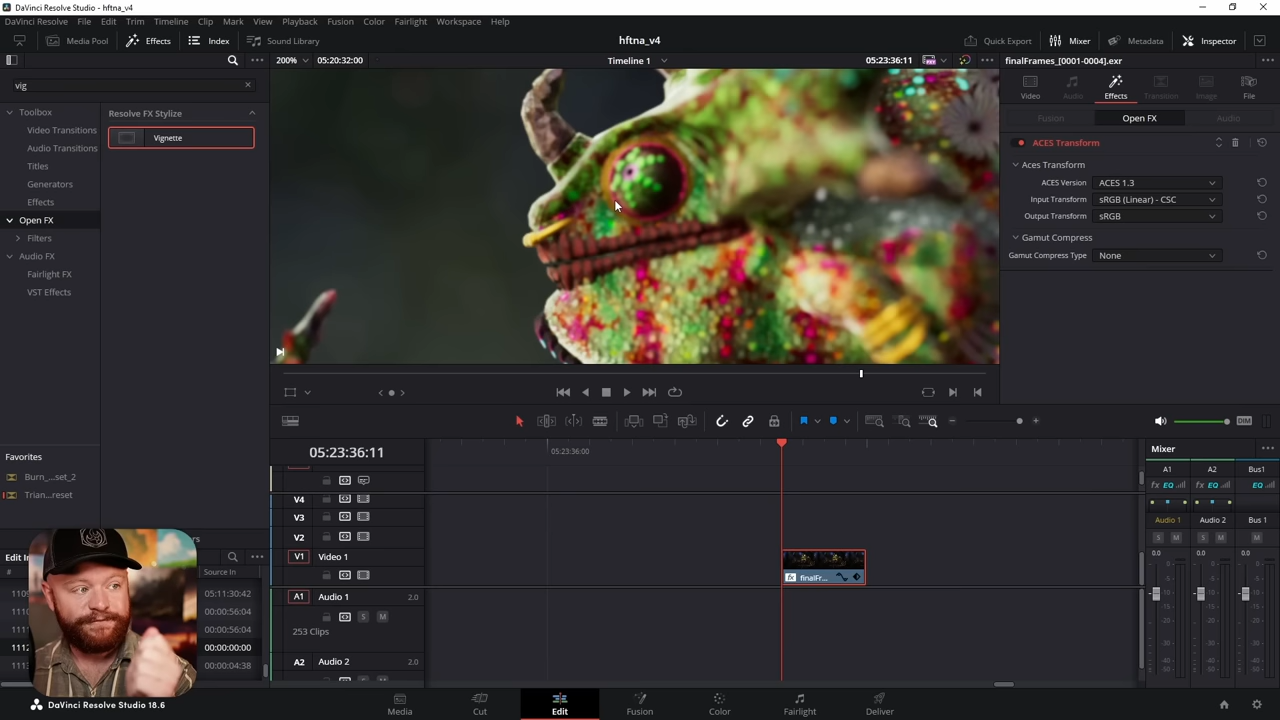 DaVinci Resolve Studio - hftna_v4
DaVinci Resolve File Edit Trim Timeline Clip Mark View Playback Fusion Color Fairlight Workspace Help
Media Pool Effects Index Sound Library hftna_v4 Quick Export Mixer Metadata Inspector
200% 05:20:32:00 Timeline 1 05:23:36:11 finalFrames_[0001-0004].exr
vig
Video Audio Effects Transition Image File
Toolbox
Video Transitions
Audio Transitions
Titles
Generators
Effects
Open FX
Filters
Audio FX
Fairlight FX
VST Effects
Resolve FX Stylize
Vignette
Fusion Open FX Audio
ACES Transform
Aces Transform
ACES Version ACES 1.3
Input Transform sRGB (Linear) - CSC
Output Transform sRGB
Gamut Compress
Gamut Compress Type None
Favorites
Burn_...set_2
Trian...reset
Edit In
# Source In
1109 05:11:30:42
00:00:56:04
00:00:56:04
1112 00:00:00:00
00:00:04:38
DIM
05:23:36:11
05:23:36:00
V4
V3
V2
V1 Video 1
finalFr...
A1 Audio 1 2.0
S M
253 Clips
A2 Audio 2 2.0
Mixer
A1 A2 Bus1
fx EQ fx EQ EQ
Audio 1 Audio 2 Bus 1
S M S M M
0.0 0.0 0.0
DaVinci Resolve Studio 18.6
Media Cut Edit Fusion Color Fairlight Deliver